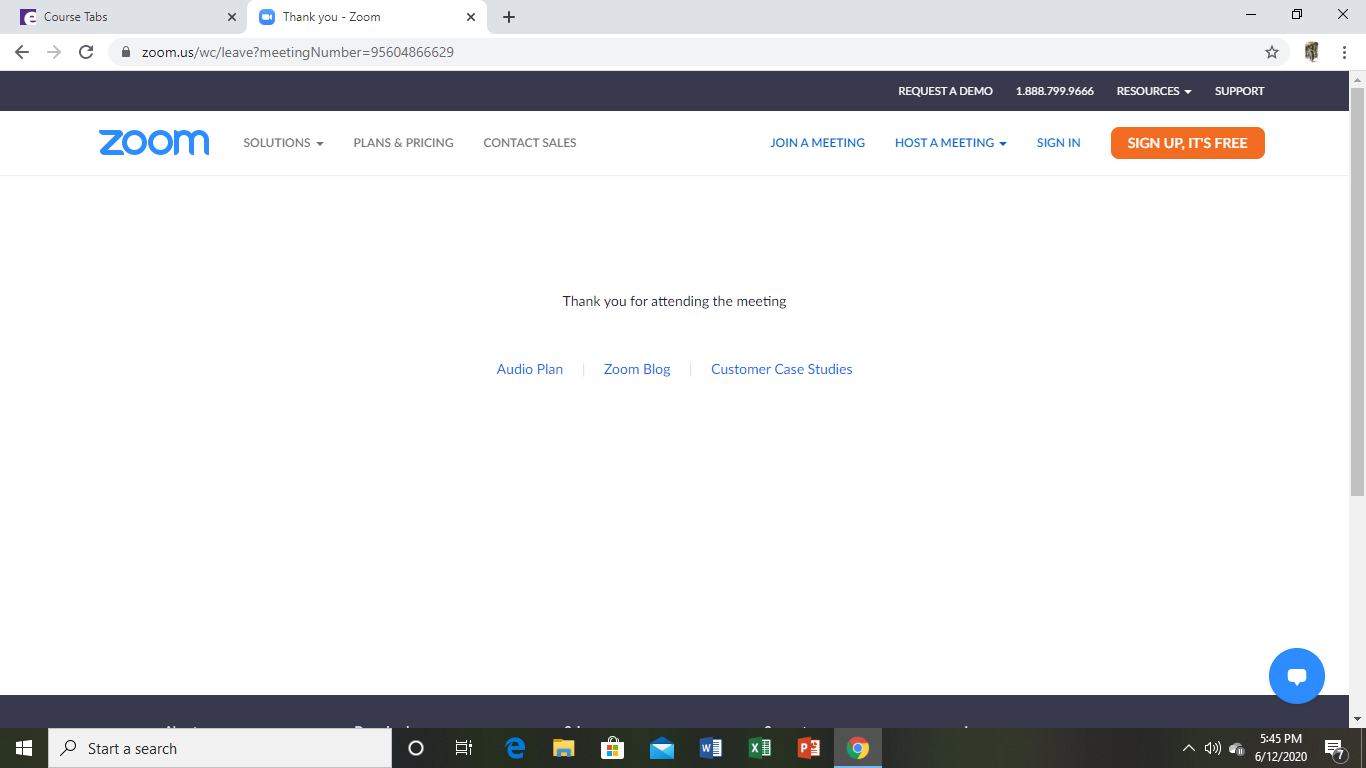 Course Tabs
Thank you - Zoom
zoom.us/wc/leave?meetingNumber=95604866629
REQUEST A DEMO 1.888.799.9666 RESOURCES SUPPORT
zoom SOLUTIONS PLANS & PRICING CONTACT SALES JOIN A MEETING HOST A MEETING SIGN IN SIGN UP, IT'S FREE
Thank you for attending the meeting
Audio Plan | Zoom Blog | Customer Case Studies
Start a search
5:45 PM
6/12/2020
7